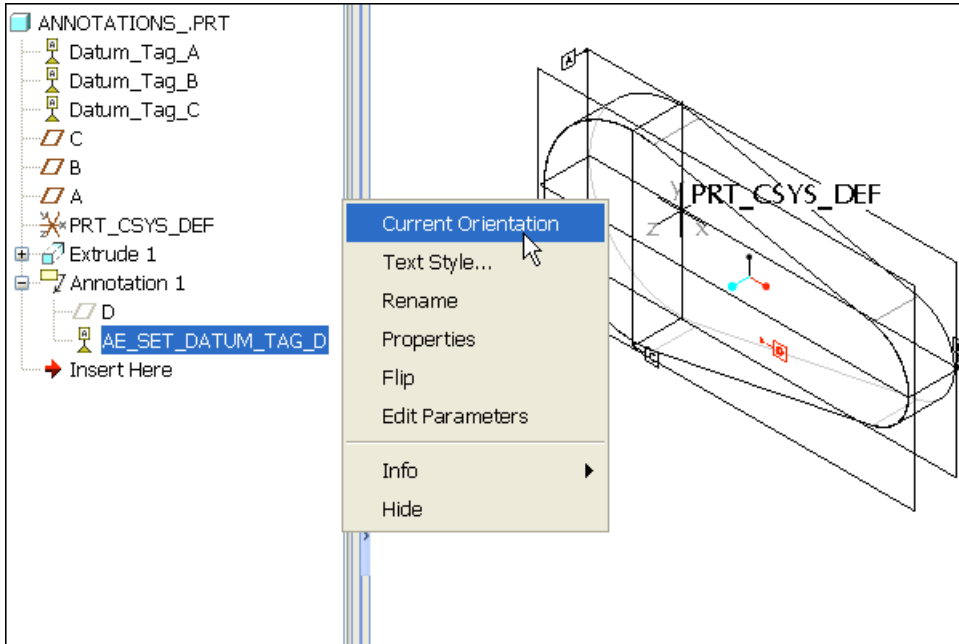 ANNOTATIONS_.PRT
Datum_Tag_A
Datum_Tag_B
Datum_Tag_C
C
B
A
PRT_CSYS_DEF
Extrude 1
Annotation 1
D
AE_SET_DATUM_TAG_D
Insert Here
Current Orientation
Text Style...
Rename
Properties
Flip
Edit Parameters
Info
Hide
A
Y
PRT_CSYS_DEF
Z
X
D
C